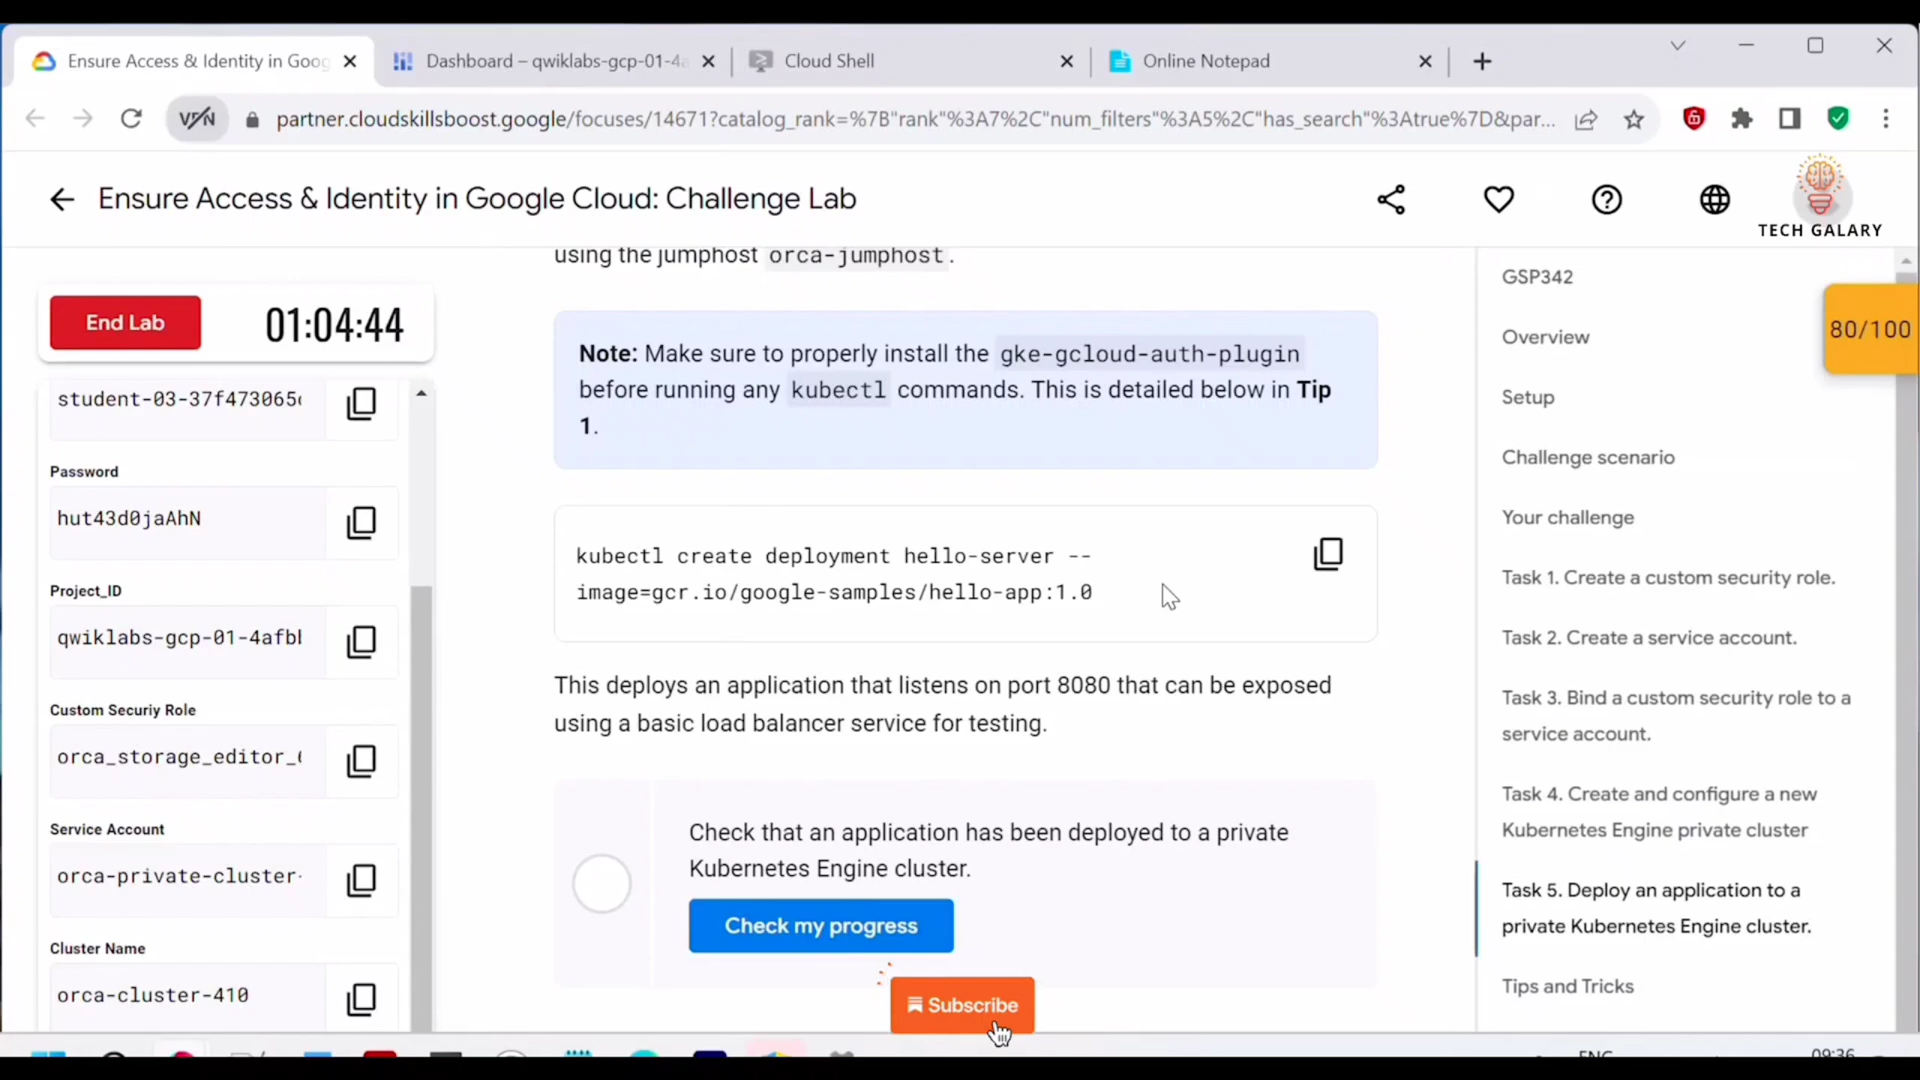 Ensure Access & Identity in Goog
Dashboard – qwiklabs-gcp-01-4a
Cloud Shell
Online Notepad
VPN
partner.cloudskillsboost.google/focuses/14671?catalog_rank=%7B"rank"%3A7%2C"num_filters"%3A5%2C"has_search"%3Atrue%7D&par...
Ensure Access & Identity in Google Cloud: Challenge Lab
TECH GALARY
End Lab
01:04:44
student-03-37f473065
Password
hut43d0jaAhN
Project_ID
qwiklabs-gcp-01-4afb
Custom Securiy Role
orca_storage_editor_
Service Account
orca-private-cluster-
Cluster Name
orca-cluster-410
using the jumphost orca-jumphost.
Note: Make sure to properly install the gke-gcloud-auth-plugin
before running any kubectl commands. This is detailed below in Tip
1.
kubectl create deployment hello-server --
image=gcr.io/google-samples/hello-app:1.0
This deploys an application that listens on port 8080 that can be exposed
using a basic load balancer service for testing.
Check that an application has been deployed to a private
Kubernetes Engine cluster.
Check my progress
Subscribe
GSP342
80/100
Overview
Setup
Challenge scenario
Your challenge
Task 1. Create a custom security role.
Task 2. Create a service account.
Task 3. Bind a custom security role to a
service account.
Task 4. Create and configure a new
Kubernetes Engine private cluster
Task 5. Deploy an application to a
private Kubernetes Engine cluster.
Tips and Tricks
ENG
09:36